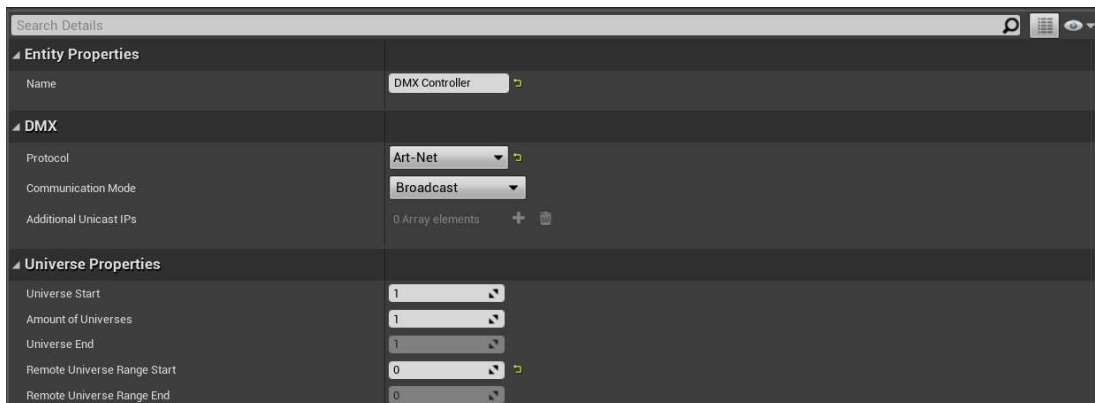 Search Details
Entity Properties
Name DMX Controller
DMX
Protocol Art-Net
Communication Mode Broadcast
Additional Unicast IPs 0 Array elements
Universe Properties
Universe Start 1
Amount of Universes 1
Universe End 1
Remote Universe Range Start 0
Remote Universe Range End 0